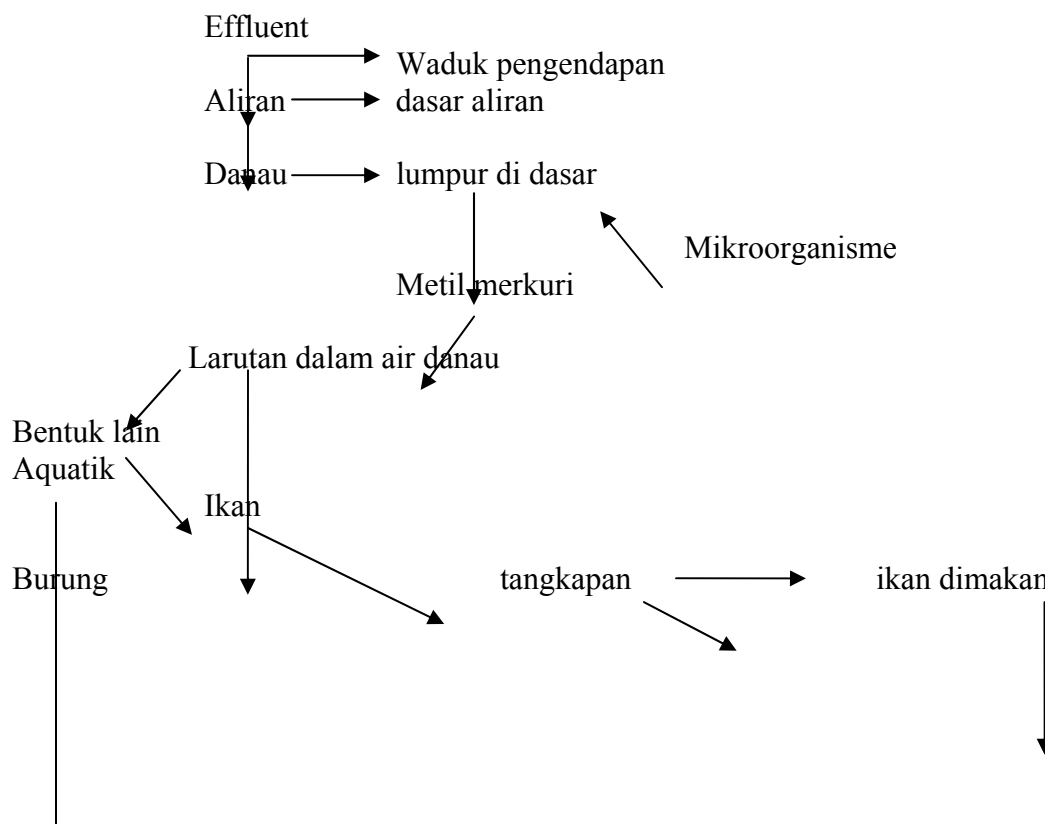 Effluent
Waduk pengendapan
Aliran
dasar aliran
Danau
lumpur di dasar
Mikroorganisme
Metil merkuri
Larutan dalam air danau
Bentuk lain
Aquatik
Ikan
Burung
tangkapan
ikan dimakan